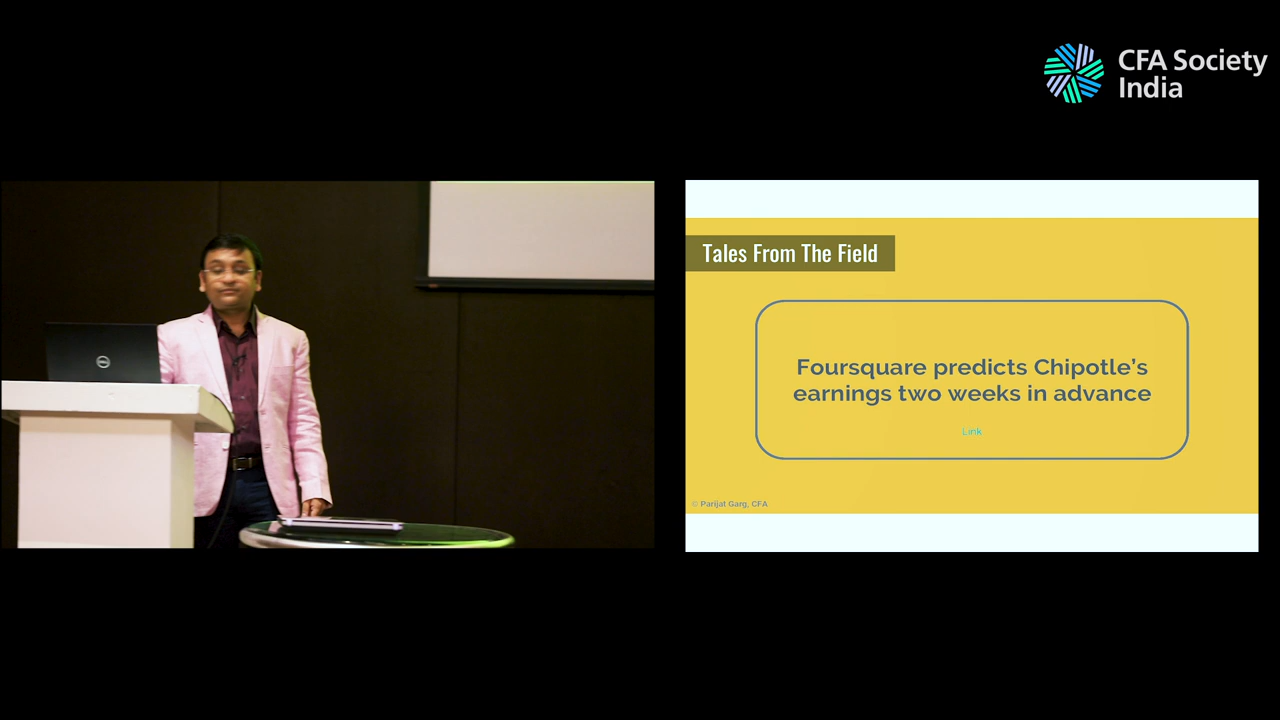 CFA Society
India
Tales From The Field
Foursquare predicts Chipotle's
earnings two weeks in advance
Link
© Parijat Garg, CFA
DELL